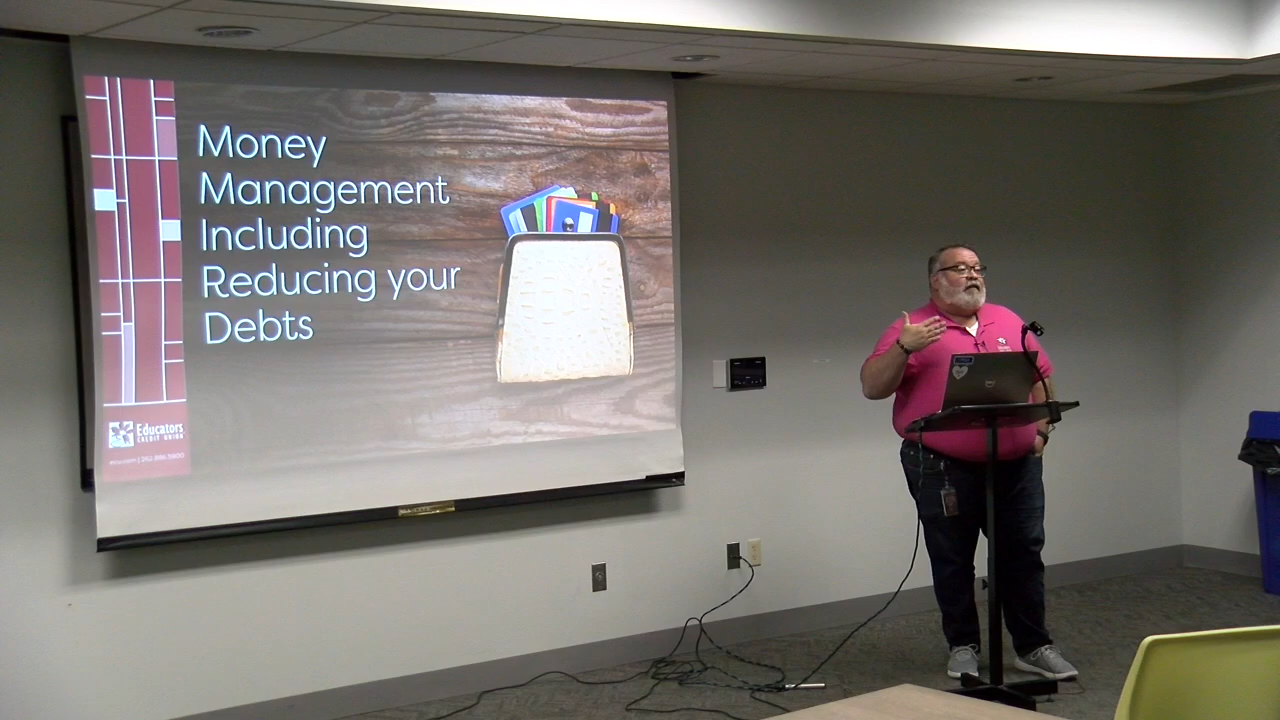 Money
Management
Including
Reducing your
Debts
Educators
CREDIT UNION